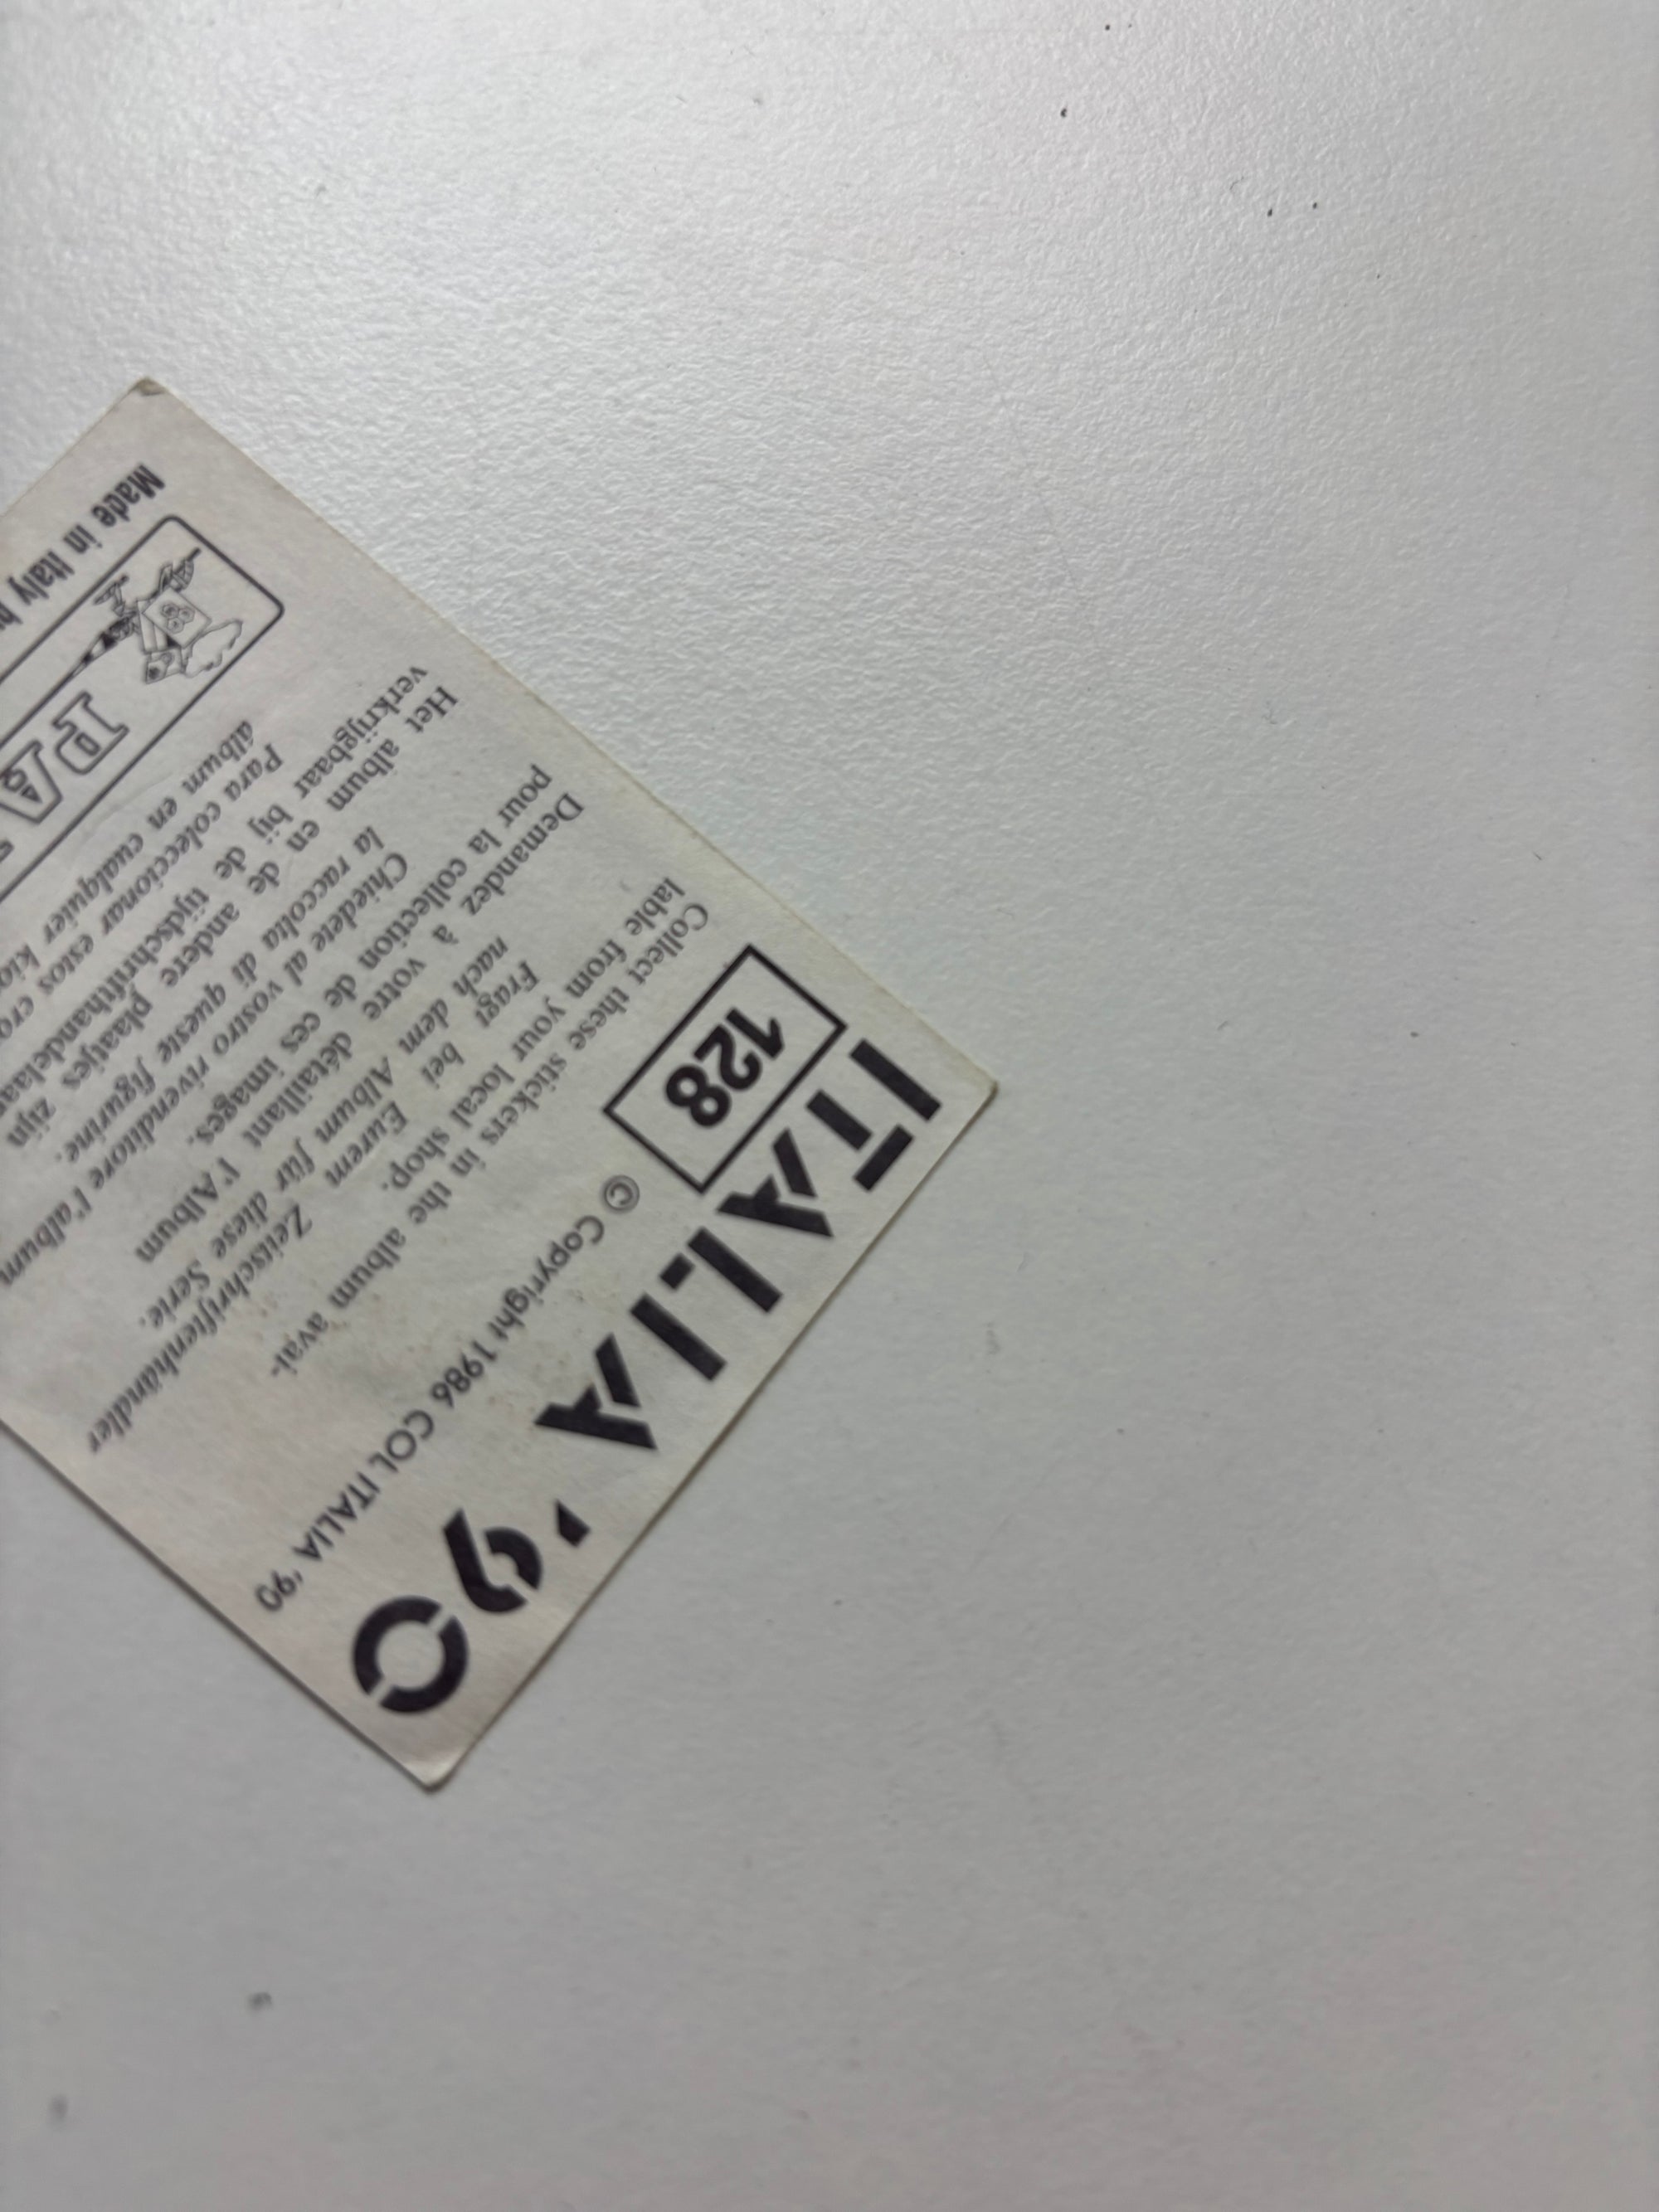 ITALIA '90
128
© Copyright 1986 COL ITALIA '90
Collect these stickers in the album avai-
lable from your local shop.
Fragt bei Eurem Zeitschriftenhändler
nach dem Album für diese Serie.
Demandez à votre détaillant l'Album
pour la collection de ces images.
Chiedete al vostro rivenditore l'album
la raccolta di queste figurine.
Het album en de andere plaatjes zijn
verkrijgbaar bij de
Para coleccionar estos
album en cualquier
PA
Made in Italy